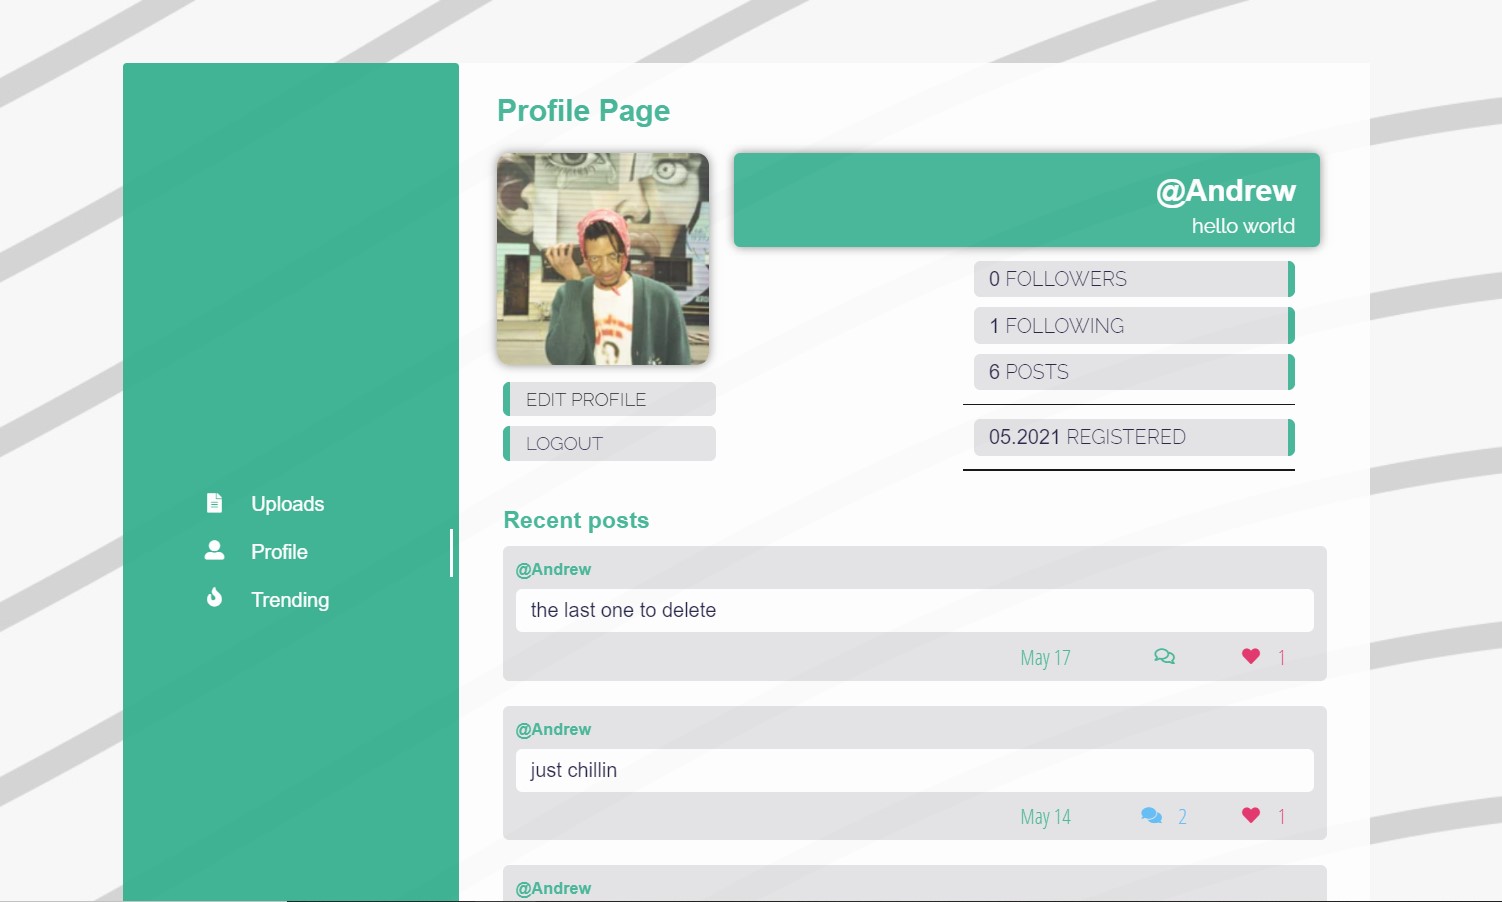 Profile Page
@Andrew
hello world
0 FOLLOWERS
1 FOLLOWING
6 POSTS
05.2021 REGISTERED
EDIT PROFILE
LOGOUT
Uploads
Profile
Trending
Recent posts
@Andrew
the last one to delete
May 17 1
@Andrew
just chillin
May 14 2 1
@Andrew